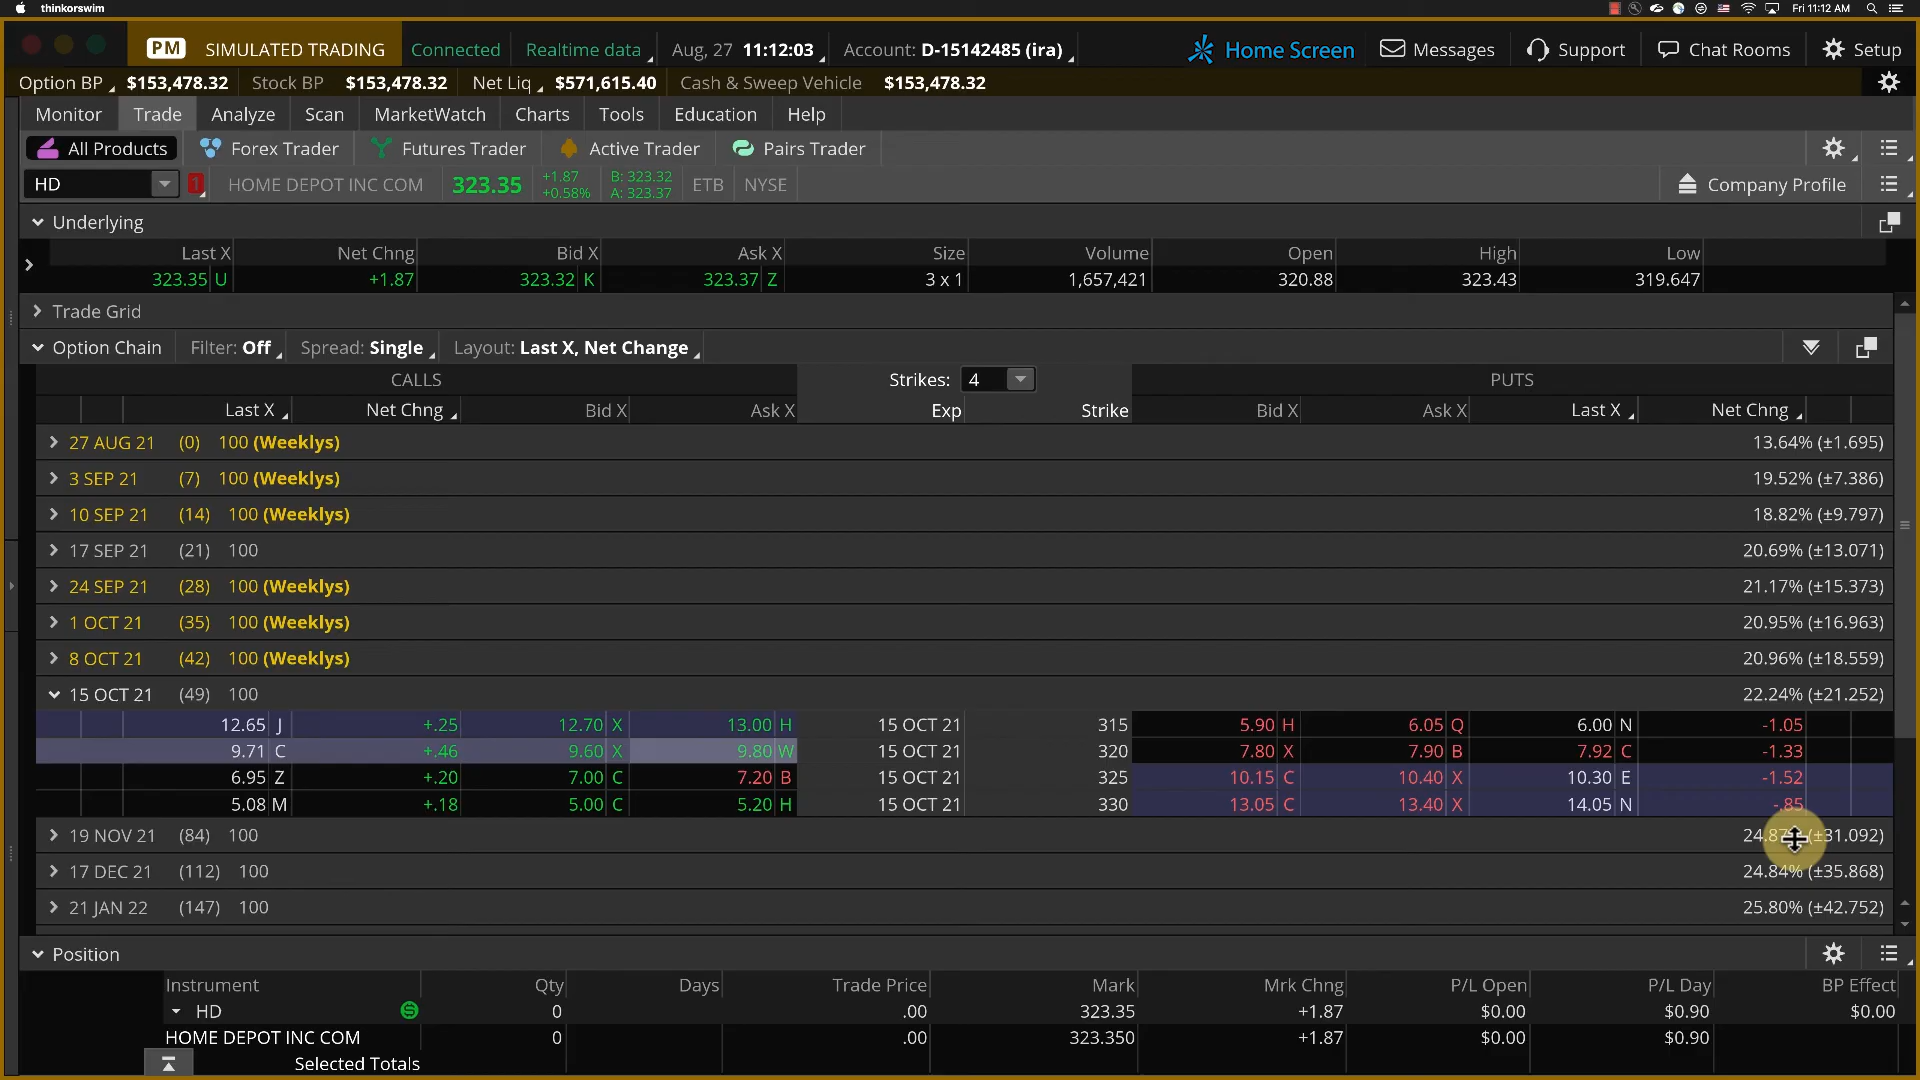 thinkorswim Fri 11:12 AM
PM SIMULATED TRADING Connected Realtime data Aug, 27 11:12:03 Account: D-15142485 (ira) Home Screen Messages Support Chat Rooms Setup
Option BP $153,478.32 Stock BP $153,478.32 Net Liq $571,615.40 Cash & Sweep Vehicle $153,478.32
Monitor Trade Analyze Scan MarketWatch Charts Tools Education Help
All Products Forex Trader Futures Trader Active Trader Pairs Trader
HD 1 HOME DEPOT INC COM 323.35 +1.87 +0.58% B: 323.32 A: 323.37 ETB NYSE Company Profile
Underlying
Last X Net Chng Bid X Ask X Size Volume Open High Low
323.35 U +1.87 323.32 K 323.37 Z 3 x 1 1,657,421 320.88 323.43 319.647
Trade Grid
Option Chain Filter: Off Spread: Single Layout: Last X, Net Change
CALLS Strikes: 4 PUTS
Last X Net Chng Bid X Ask X Exp Strike Bid X Ask X Last X Net Chng
27 AUG 21 (0) 100 (Weeklys) 13.64% (±1.695)
3 SEP 21 (7) 100 (Weeklys) 19.52% (±7.386)
10 SEP 21 (14) 100 (Weeklys) 18.82% (±9.797)
17 SEP 21 (21) 100 20.69% (±13.071)
24 SEP 21 (28) 100 (Weeklys) 21.17% (±15.373)
1 OCT 21 (35) 100 (Weeklys) 20.95% (±16.963)
8 OCT 21 (42) 100 (Weeklys) 20.96% (±18.559)
15 OCT 21 (49) 100 22.24% (±21.252)
12.65 J +.25 12.70 X 13.00 H 15 OCT 21 315 5.90 H 6.05 Q 6.00 N -1.05
9.71 C +.46 9.60 X 9.80 W 15 OCT 21 320 7.80 X 7.90 B 7.92 C -1.33
6.95 Z +.20 7.00 C 7.20 B 15 OCT 21 325 10.15 C 10.40 X 10.30 E -1.52
5.08 M +.18 5.00 C 5.20 H 15 OCT 21 330 13.05 C 13.40 X 14.05 N -.85
19 NOV 21 (84) 100 (±31.092)
17 DEC 21 (112) 100 24.84% (±35.868)
21 JAN 22 (147) 100 25.80% (±42.752)
Position
Instrument Qty Days Trade Price Mark Mrk Chng P/L Open P/L Day BP Effect
HD 0 .00 323.35 +1.87 $0.00 $0.90 $0.00
HOME DEPOT INC COM 0 .00 323.350 +1.87 $0.00 $0.90
Selected Totals